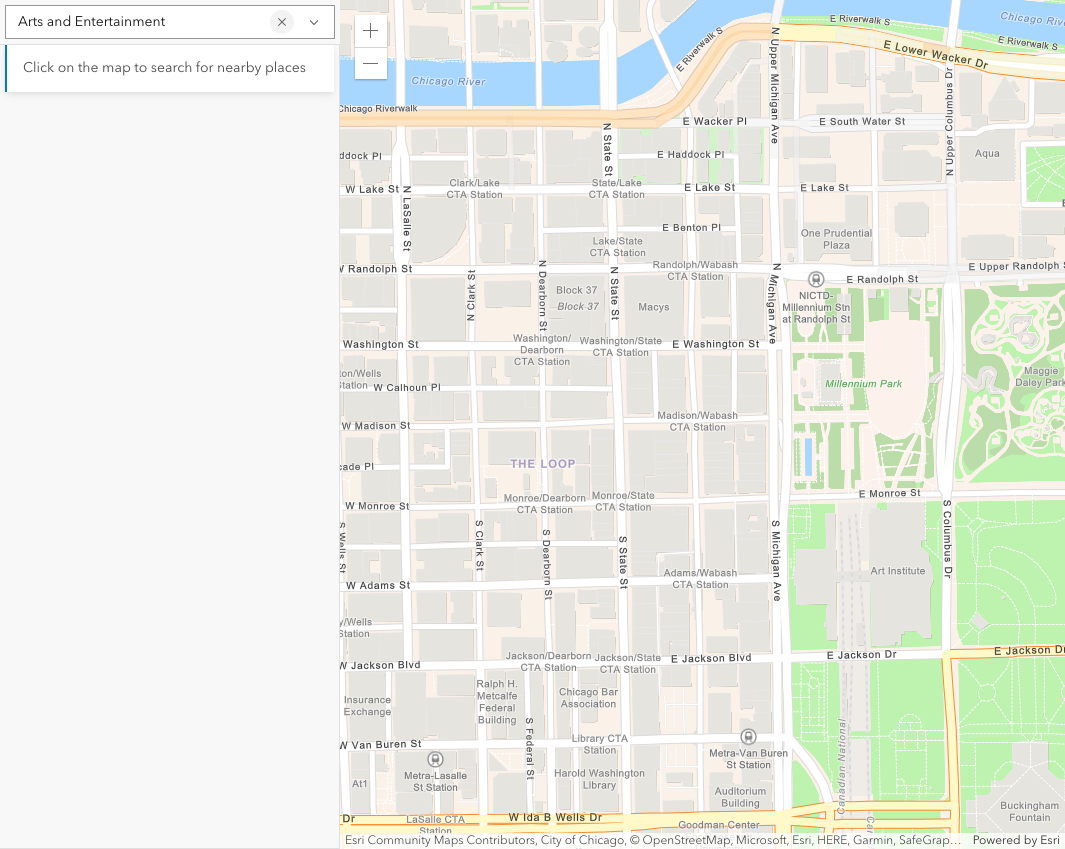 Arts and Entertainment
Click on the map to search for nearby places
E Riverwalk S
Chicago River
E Riverwalk S
E Riverwalk S
E Lower Wacker Dr
Chicago River
Chicago Riverwalk
N Upper Michigan Ave
N Upper Columbus Dr
E Wacker Pl
E South Water St
N State St
ddock Pl
E Haddock Pl
Aqua
W Lake St
Clark/Lake
CTA Station
State/Lake
CTA Station
E Lake St
E Lake St
N LaSalle St
E Benton Pl
One Prudential
Plaza
Lake/State
CTA Station
W Randolph St
Randolph/Wabash
CTA Station
E Randolph St
E Upper Randolph St
N Clark St
N Dearborn St
N State St
N Michigan Ave
Block 37
Block 37
Macys
NICTD-
Millennium Stn
at Randolph St
Washington St
Washington/
Dearborn
CTA Station
Washington/State
CTA Station
E Washington St
ton/Wells
Station
W Calhoun Pl
Millennium Park
Maggie
Daley Park
Madison/Wabash
CTA Station
W Madison St
cade Pl
THE LOOP
W Monroe St
Monroe/Dearborn
CTA Station
Monroe/State
CTA Station
E Monroe St
S Wells St
S Clark St
S Dearborn St
S State St
S Michigan Ave
S Columbus Dr
W Adams St
Adams/Wabash
CTA Station
Art Institute
y/Wells
Station
W Jackson Blvd
Jackson/Dearborn
CTA Station
Jackson/State
CTA Station
E Jackson Blvd
E Jackson Dr
E Jackson Dr
Insurance
Exchange
Ralph H.
Metcalfe
Federal
Building
Chicago Bar
Association
S Federal St
Canadian National
W Van Buren St
Library CTA
Station
Metra-Van Buren
St Station
Metra-Lasalle
St Station
At1
Harold Washington
Library
Auditorium
Building
Buckingham
Fountain
Dr
LaSalle CTA
Station
W Ida B Wells Dr
Goodman Center
Ca
Esri Community Maps Contributors, City of Chicago, © OpenStreetMap, Microsoft, Esri, HERE, Garmin, SafeGrap…
Powered by Esri